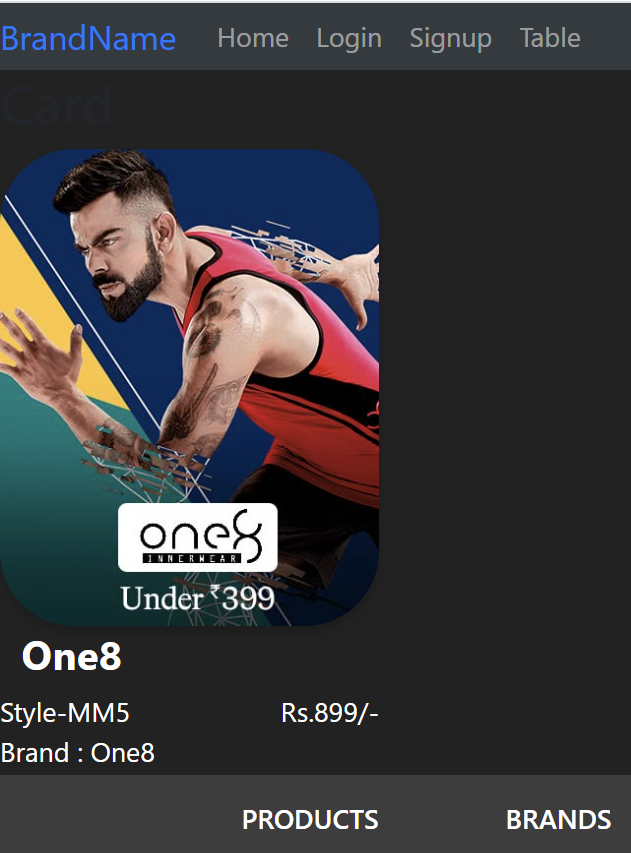 BrandName Home Login Signup Table
Card
one8
INNERWEAR
Under ₹399
One8
Style-MM5 Rs.899/-
Brand : One8
PRODUCTS BRANDS